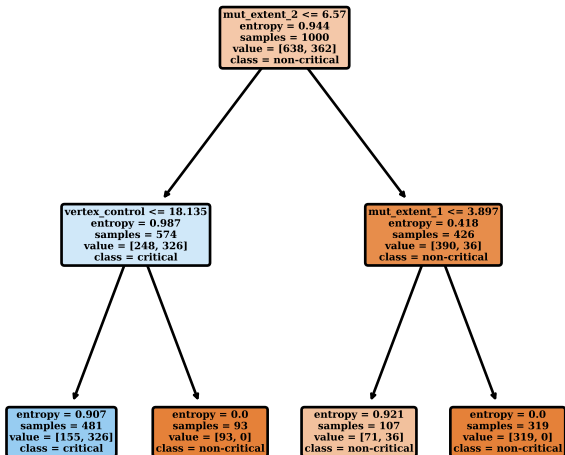 mut_extent_2 <= 6.57
entropy = 0.944
samples = 1000
value = [638, 362]
class = non-critical
vertex_control <= 18.135
entropy = 0.987
samples = 574
value = [248, 326]
class = critical
mut_extent_1 <= 3.897
entropy = 0.418
samples = 426
value = [390, 36]
class = non-critical
entropy = 0.907
samples = 481
value = [155, 326]
class = critical
entropy = 0.0
samples = 93
value = [93, 0]
class = non-critical
entropy = 0.921
samples = 107
value = [71, 36]
class = non-critical
entropy = 0.0
samples = 319
value = [319, 0]
class = non-critical